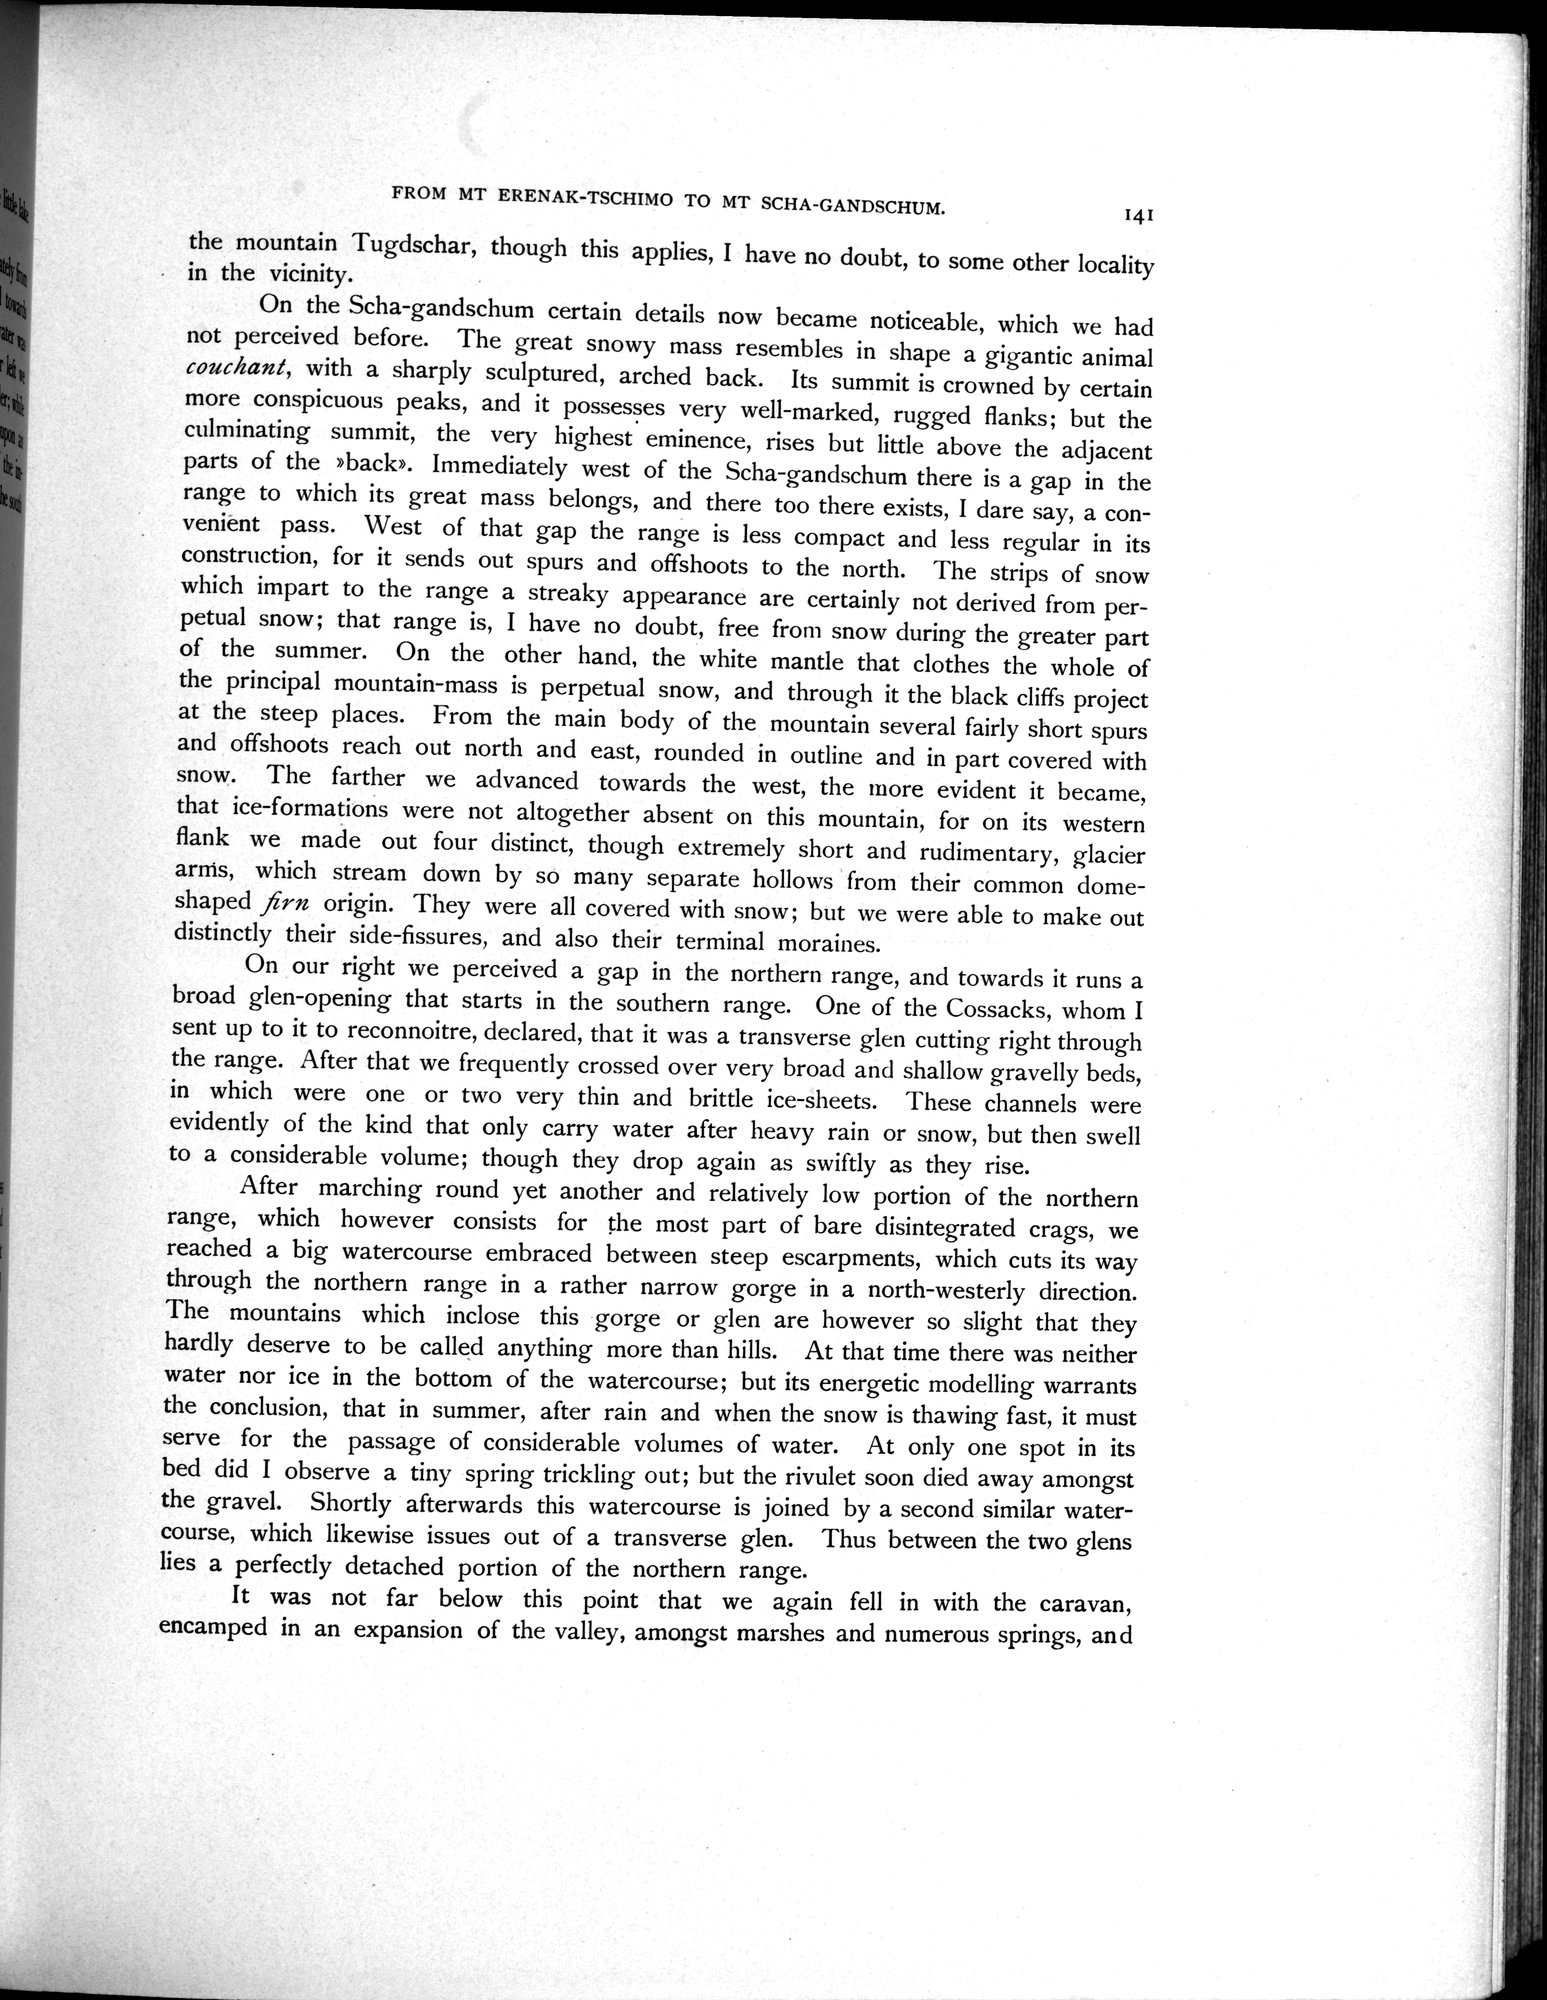 FROM MT ERENAK-TSCHIMO TO MT SCHA-GANDSCHUM. 141
the mountain Tugdschar, though this applies, I have no doubt, to some other locality
in the vicinity.
On the Scha-gandschum certain details now became noticeable, which we had
not perceived before. The great snowy mass resembles in shape a gigantic animal
couchant, with a sharply sculptured, arched back. Its summit is crowned by certain
more conspicuous peaks, and it possesses very well-marked, rugged flanks; but the
culminating summit, the very highest eminence, rises but little above the adjacent
parts of the »back». Immediately west of the Scha-gandschum there is a gap in the
range to which its great mass belongs, and there too there exists, I dare say, a con-
venient pass. West of that gap the range is less compact and less regular in its
construction, for it sends out spurs and offshoots to the north. The strips of snow
which impart to the range a streaky appearance are certainly not derived from per-
petual snow; that range is, I have no doubt, free from snow during the greater part
of the summer. On the other hand, the white mantle that clothes the whole of
the principal mountain-mass is perpetual snow, and through it the black cliffs project
at the steep places. From the main body of the mountain several fairly short spurs
and offshoots reach out north and east, rounded in outline and in part covered with
snow. The farther we advanced towards the west, the more evident it became,
that ice-formations were not altogether absent on this mountain, for on its western
flank we made out four distinct, though extremely short and rudimentary, glacier
arms, which stream down by so many separate hollows from their common dome-
shaped firn origin. They were all covered with snow; but we were able to make out
distinctly their side-fissures, and also their terminal moraines.
On our right we perceived a gap in the northern range, and towards it runs a
broad glen-opening that starts in the southern range. One of the Cossacks, whom I
sent up to it to reconnoitre, declared, that it was a transverse glen cutting right through
the range. After that we frequently crossed over very broad and shallow gravelly beds,
in which were one or two very thin and brittle ice-sheets. These channels were
evidently of the kind that only carry water after heavy rain or snow, but then swell
to a considerable volume; though they drop again as swiftly as they rise.
After marching round yet another and relatively low portion of the northern
range, which however consists for the most part of bare disintegrated crags, we
reached a big watercourse embraced between steep escarpments, which cuts its way
through the northern range in a rather narrow gorge in a north-westerly direction.
The mountains which inclose this gorge or glen are however so slight that they
hardly deserve to be called anything more than hills. At that time there was neither
water nor ice in the bottom of the watercourse; but its energetic modelling warrants
the conclusion, that in summer, after rain and when the snow is thawing fast, it must
serve for the passage of considerable volumes of water. At only one spot in its
bed did I observe a tiny spring trickling out; but the rivulet soon died away amongst
the gravel. Shortly afterwards this watercourse is joined by a second similar water-
course, which likewise issues out of a transverse glen. Thus between the two glens
lies a perfectly detached portion of the northern range.
It was not far below this point that we again fell in with the caravan,
encamped in an expansion of the valley, amongst marshes and numerous springs, and